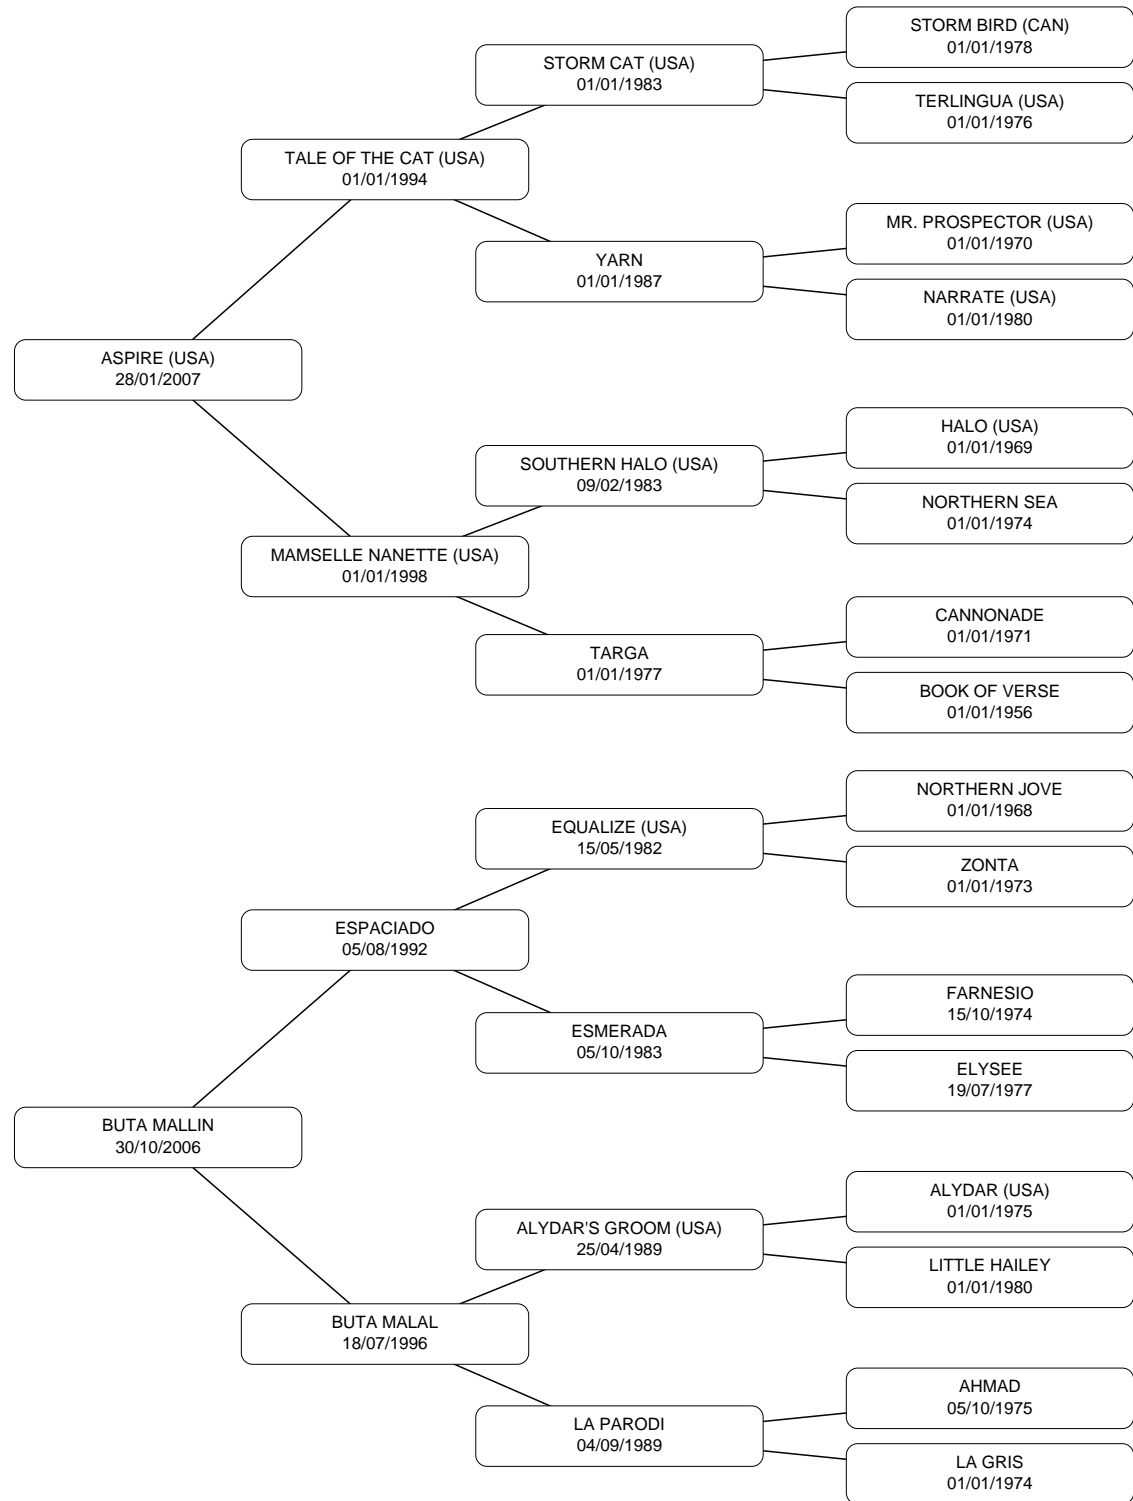 STORM BIRD (CAN)
01/01/1978
STORM CAT (USA)
01/01/1983
TERLINGUA (USA)
01/01/1976
TALE OF THE CAT (USA)
01/01/1994
MR. PROSPECTOR (USA)
01/01/1970
YARN
01/01/1987
NARRATE (USA)
01/01/1980
ASPIRE (USA)
28/01/2007
HALO (USA)
01/01/1969
SOUTHERN HALO (USA)
09/02/1983
NORTHERN SEA
01/01/1974
MAMSELLE NANETTE (USA)
01/01/1998
CANNONADE
01/01/1971
TARGA
01/01/1977
BOOK OF VERSE
01/01/1956
NORTHERN JOVE
01/01/1968
EQUALIZE (USA)
15/05/1982
ZONTA
01/01/1973
ESPACIADO
05/08/1992
FARNESIO
15/10/1974
ESMERADA
05/10/1983
ELYSEE
19/07/1977
BUTA MALLIN
30/10/2006
ALYDAR (USA)
01/01/1975
ALYDAR'S GROOM (USA)
25/04/1989
LITTLE HAILEY
01/01/1980
BUTA MALAL
18/07/1996
AHMAD
05/10/1975
LA PARODI
04/09/1989
LA GRIS
01/01/1974